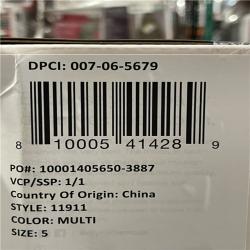 DPCI: 007-06-5679
8 10005 41428 9
PO#: 10001405650-3887
VCP/SSP: 1/1
Country Of Origin: China
STYLE: 11911
COLOR: MULTI
SIZE: 5